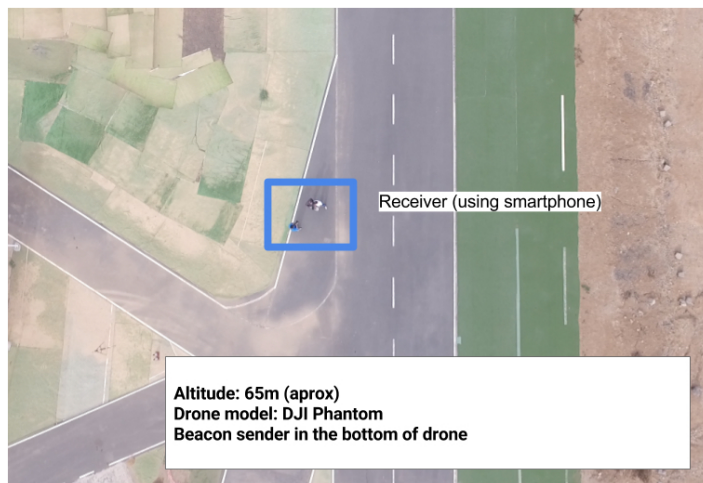 Receiver (using smartphone)
Altitude: 65m (aprox)
Drone model: DJI Phantom
Beacon sender in the bottom of drone